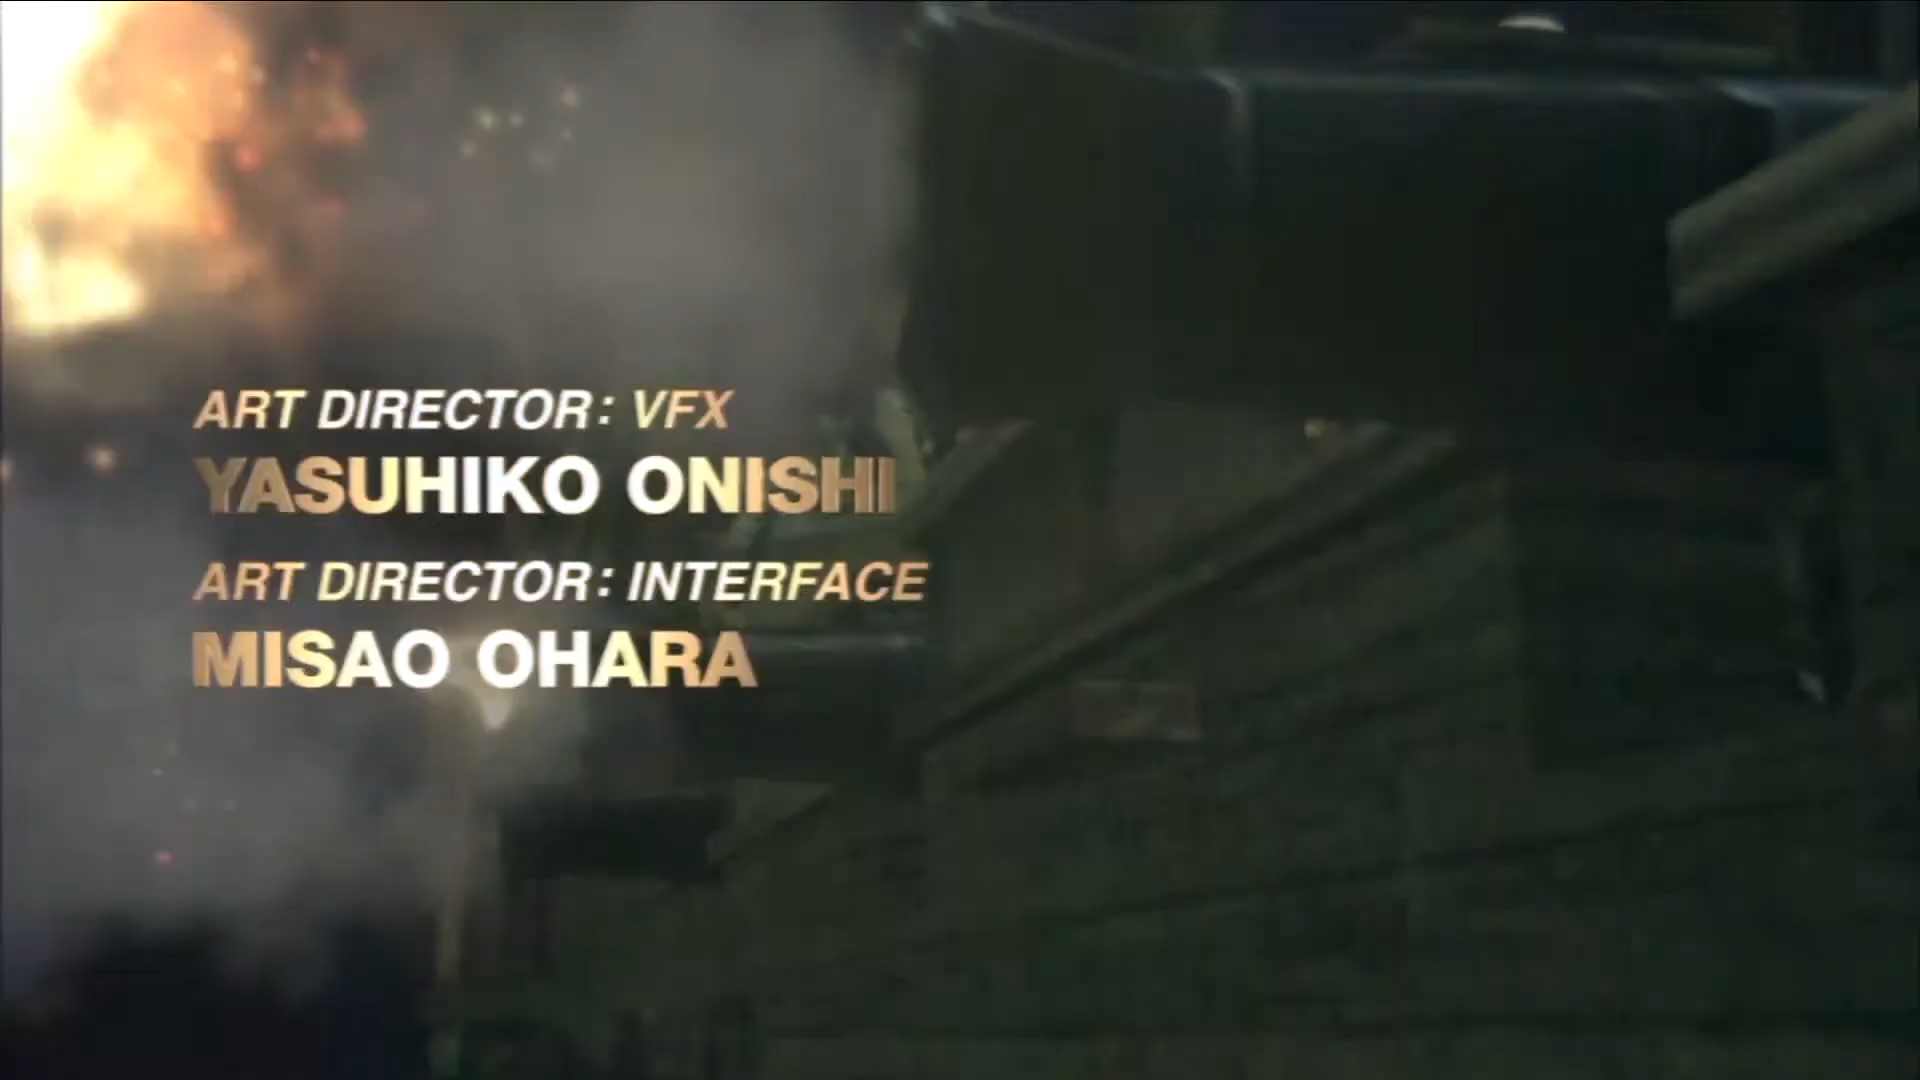 ART DIRECTOR: VFX
YASUHIKO ONISHI
ART DIRECTOR: INTERFACE
MISAO OHARA